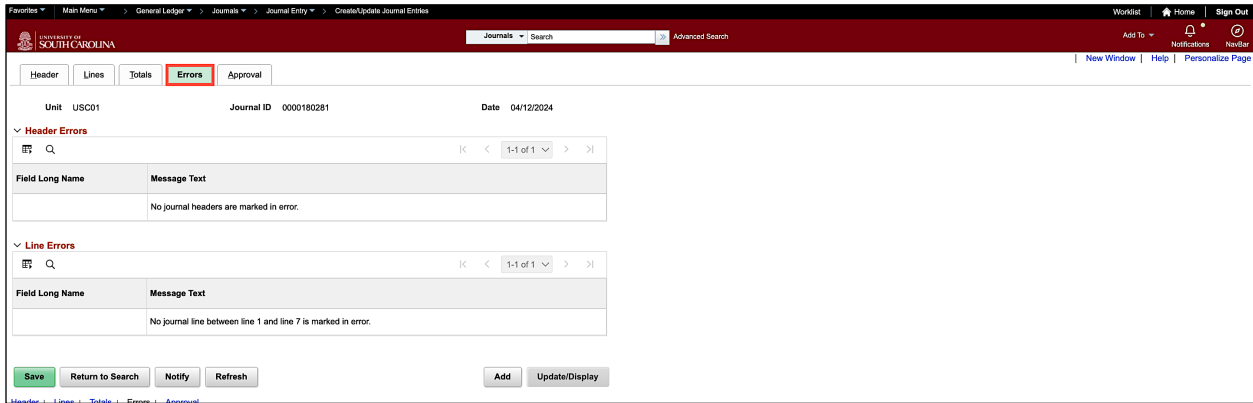 Favorites Main Menu > General Ledger > Journals > Journal Entry > Create/Update Journal Entries Worklist Home Sign Out
UNIVERSITY OF
SOUTH CAROLINA
Journals Search Advanced Search
Add To
Notifications
NavBar
New Window | Help | Personalize Page
Header Lines Totals Errors Approval
Unit USC01 Journal ID 0000180281 Date 04/12/2024
Header Errors
1-1 of 1
Field Long Name Message Text
No journal headers are marked in error.
Line Errors
1-1 of 1
Field Long Name Message Text
No journal line between line 1 and line 7 is marked in error.
Save Return to Search Notify Refresh Add Update/Display
Header | Lines | Totals | Errors | Approval